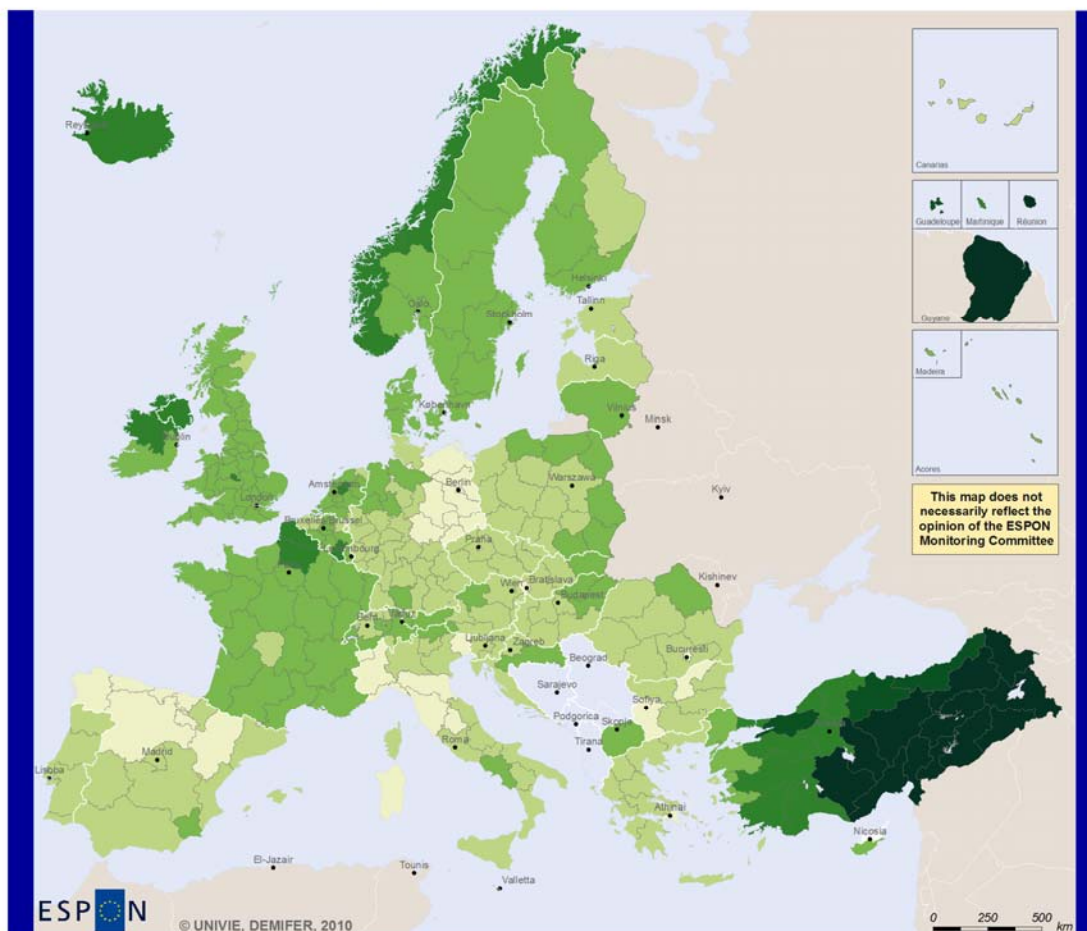 Reykjavik
Canarias
Guadeloupe
Martinique
Réunion
Guyane
Madeira
Acores
This map does not
necessarily reflect the
opinion of the ESPON
Monitoring Committee
Helsinki
Oslo
Tallinn
Stockholm
Riga
København
Vilnius
Minsk
Dublin
Amsterdam
Berlin
Warszawa
London
Kyiv
Bruxelles/Brussel
Praha
Luxembourg
Kishinev
Wien
Bratislava
Budapest
Bern
Ljubljana
Zagreb
Bucuresti
Beograd
Sarajevo
Sofiya
Podgorica
Skopje
Roma
Tirana
Madrid
Lisboa
Athinai
Nicosia
El-Jazair
Tounis
Valletta
ESPON
© UNIVIE, DEMIFER, 2010
0 250 500
km